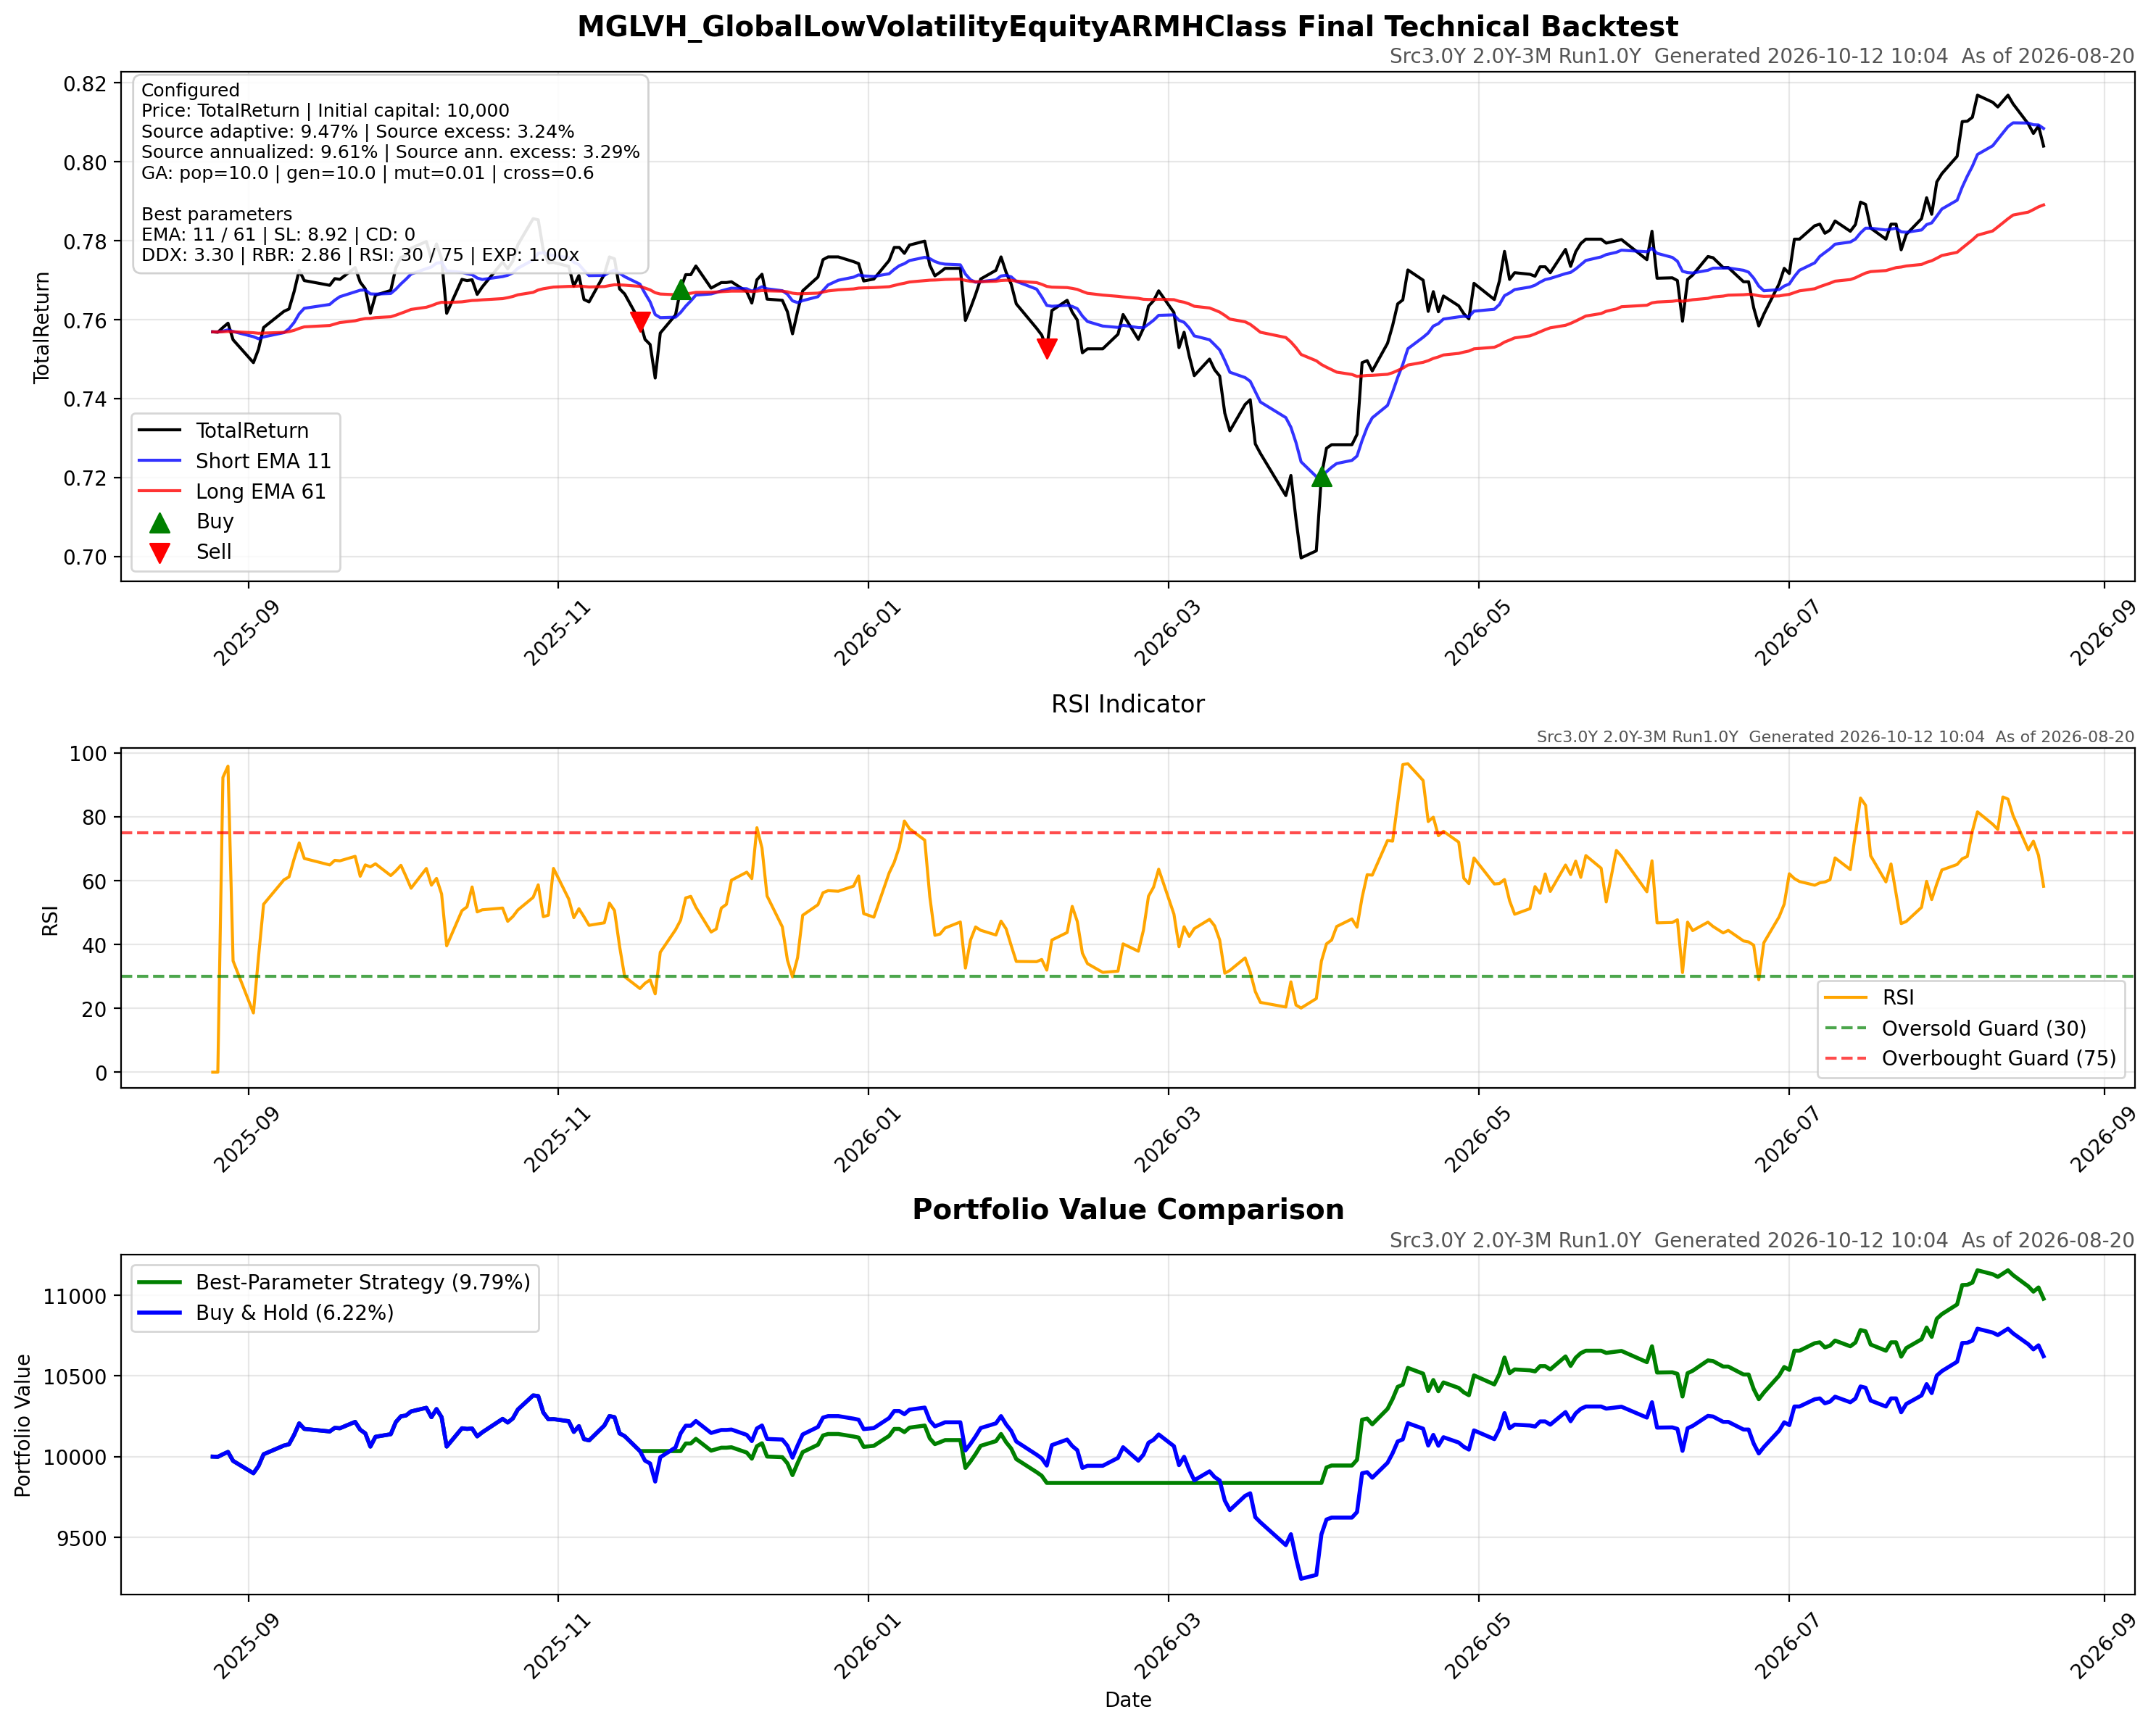 MGLVH_GlobalLowVolatilityEquityARMHClass Final Technical Backtest
Src3.0Y 2.0Y-3M Run1.0Y  Generated 2026-10-12 10:04  As of 2026-08-20
Configured
Price: TotalReturn | Initial capital: 10,000
Source adaptive: 9.47% | Source excess: 3.24%
Source annualized: 9.61% | Source ann. excess: 3.29%
GA: pop=10.0 | gen=10.0 | mut=0.01 | cross=0.6
Best parameters
EMA: 11 / 61 | SL: 8.92 | CD: 0
DDX: 3.30 | RBR: 2.86 | RSI: 30 / 75 | EXP: 1.00x
TotalReturn
0.82
0.80
0.78
0.76
0.74
0.72
0.70
TotalReturn
Short EMA 11
Long EMA 61
Buy
Sell
2025-09
2025-11
2026-01
2026-03
2026-05
2026-07
2026-09
RSI Indicator
Src3.0Y 2.0Y-3M Run1.0Y  Generated 2026-10-12 10:04  As of 2026-08-20
RSI
100
80
60
40
20
0
RSI
Oversold Guard (30)
Overbought Guard (75)
2025-09
2025-11
2026-01
2026-03
2026-05
2026-07
2026-09
Portfolio Value Comparison
Src3.0Y 2.0Y-3M Run1.0Y  Generated 2026-10-12 10:04  As of 2026-08-20
Portfolio Value
11000
10500
10000
9500
Best-Parameter Strategy (9.79%)
Buy & Hold (6.22%)
2025-09
2025-11
2026-01
2026-03
2026-05
2026-07
2026-09
Date